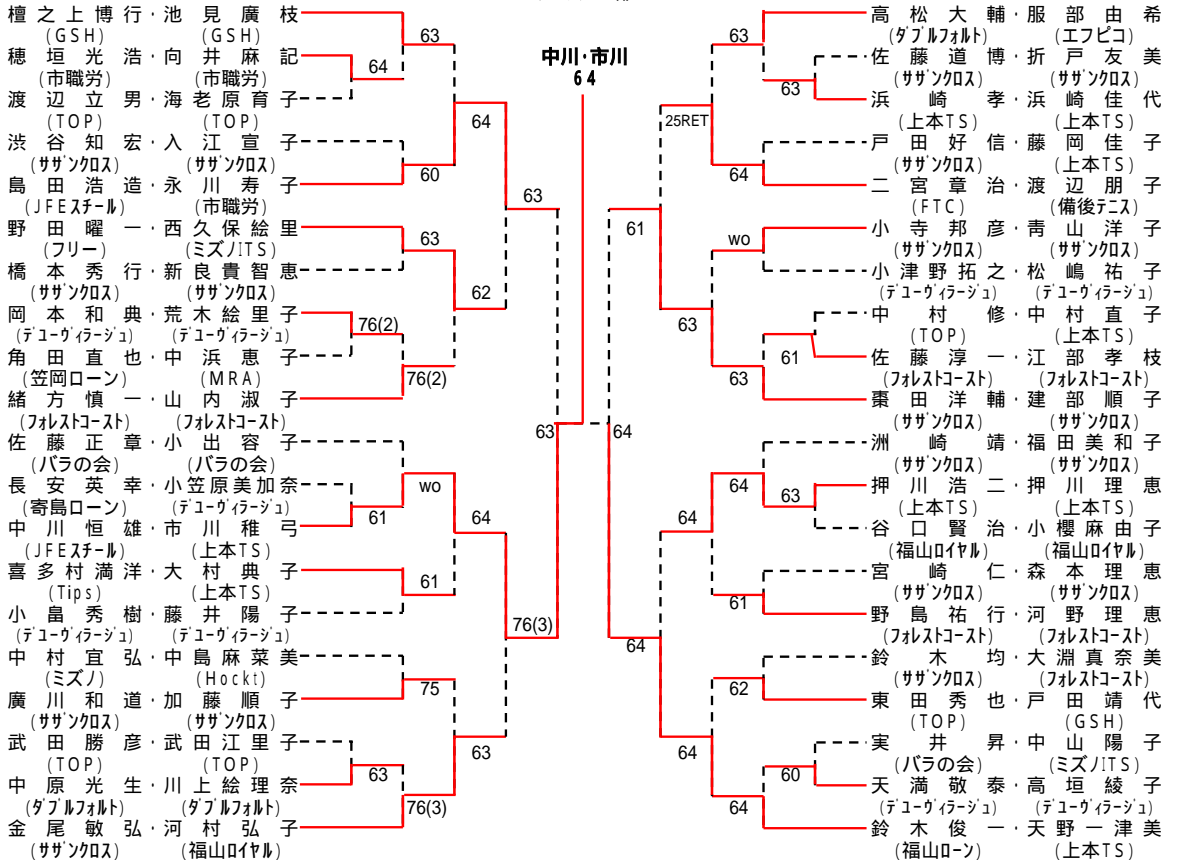 檀之上博行・池見廣枝
(GSH) (GSH)
穂垣光浩・向井麻記
(市職労) (市職労)
渡辺立男・海老原育子
(TOP) (TOP)
渋谷知宏・入江宣子
(ササ゛ンクロス) (ササ゛ンクロス)
島田浩造・永川寿子
(JFEスチール) (市職労)
野田曜一・西久保絵里
(フリー) (ミズノITS)
橋本秀行・新良貴智恵
(ササ゛ンクロス) (ササ゛ンクロス)
岡本和典・荒木絵里子
(デューヴィラージュ) (デューヴィラージュ)
角田直也・中浜恵子
(笠岡ローン) (MRA)
緒方慎一・山内淑子
(フォレストコースト) (フォレストコースト)
佐藤正章・小出容子
(バラの会) (バラの会)
長安英幸・小笠原美加奈
(寄島ローン) (デューヴィラージュ)
中川恒雄・市川稚弓
(JFEスチール) (上本TS)
喜多村満洋・大村典子
(Tips) (上本TS)
小畠秀樹・藤井陽子
(デューヴィラージュ) (デューヴィラージュ)
中村宜弘・中島麻菜美
(ミズノ) (Hockt)
廣川和道・加藤順子
(ササ゛ンクロス) (ササ゛ンクロス)
武田勝彦・武田江里子
(TOP) (TOP)
中原光生・川上絵理奈
(ダブルフォルト) (ダブルフォルト)
金尾敏弘・河村弘子
(ササ゛ンクロス) (福山ロイヤル)
63
64
60
63
76(2)
76(2)
wo
61
61
75
63
76(3)
64
62
64
63
63
76(3)
63
中川・市川
64
64
61
64
25RET
63
64
64
63
63
64
wo
61
63
64
63
61
62
60
64
高松大輔・服部由希
(ダブルフォルト) (エフピコ)
佐藤道博・折戸友美
(ササ゛ンクロス) (ササ゛ンクロス)
浜崎孝・浜崎佳代
(上本TS) (上本TS)
戸田好信・藤岡佳子
(ササ゛ンクロス) (上本TS)
二宮章治・渡辺朋子
(FTC) (備後テニス)
小寺邦彦・青山洋子
(ササ゛ンクロス) (ササ゛ンクロス)
小津野拓之・松嶋祐子
(デューヴィラージュ) (デューヴィラージュ)
中村修・中村直子
(TOP) (上本TS)
佐藤淳一・江部孝枝
(フォレストコースト) (フォレストコースト)
棗田洋輔・建部順子
(ササ゛ンクロス) (ササ゛ンクロス)
洲崎靖・福田美和子
(ササ゛ンクロス) (ササ゛ンクロス)
押川浩二・押川理恵
(上本TS) (上本TS)
谷口賢治・小櫻麻由子
(福山ロイヤル) (福山ロイヤル)
宮崎仁・森本理恵
(ササ゛ンクロス) (ササ゛ンクロス)
野島祐行・河野理恵
(フォレストコースト) (フォレストコースト)
鈴木均・大淵真奈美
(ササ゛ンクロス) (フォレストコースト)
東田秀也・戸田靖代
(TOP) (GSH)
実井昇・中山陽子
(バラの会) (ミズノITS)
天満敬泰・高垣綾子
(デューヴィラージュ) (デューヴィラージュ)
鈴木俊一・天野一津美
(福山ローン) (上本TS)